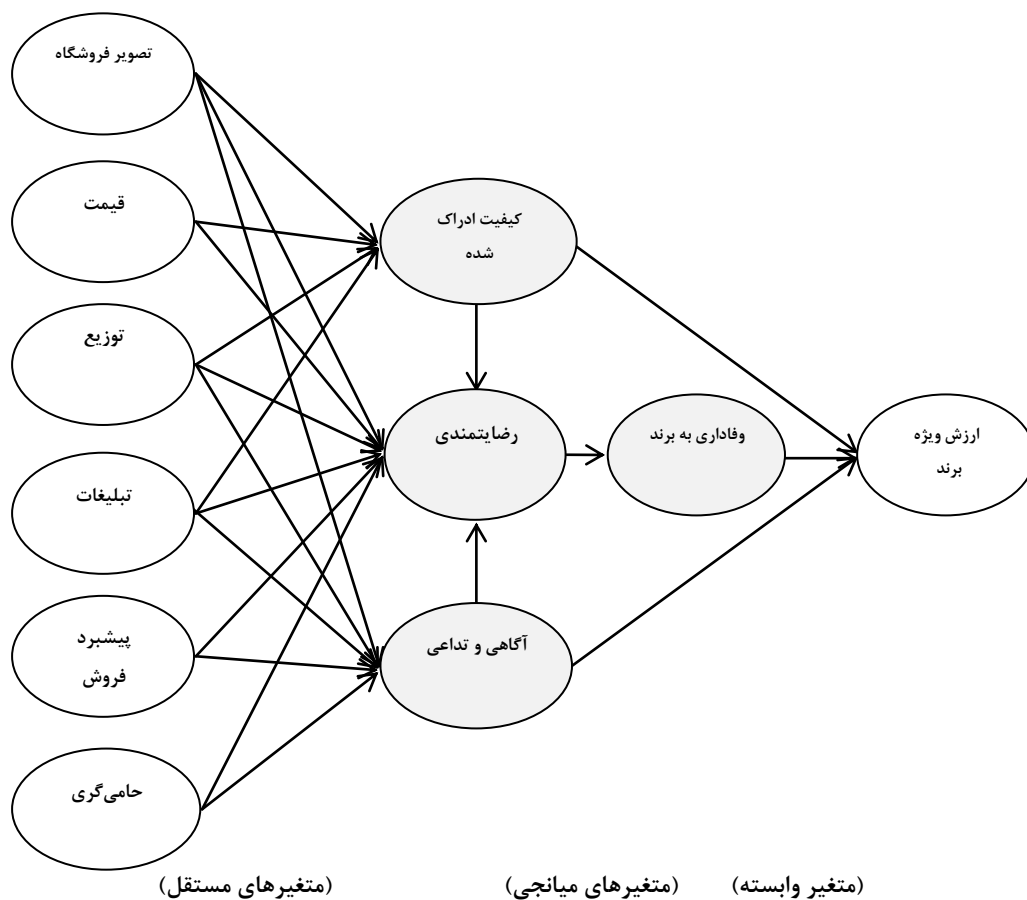 تصویر فروشگاه
قیمت
توزیع
تبلیغات
پیشبرد
فروش
حامی‌گری
کیفیت ادراک
شده
رضایتمندی
آگاهی و تداعی
وفاداری به برند
ارزش ویژه
برند
(متغیرهای مستقل)
(متغیرهای میانجی)
(متغیر وابسته)